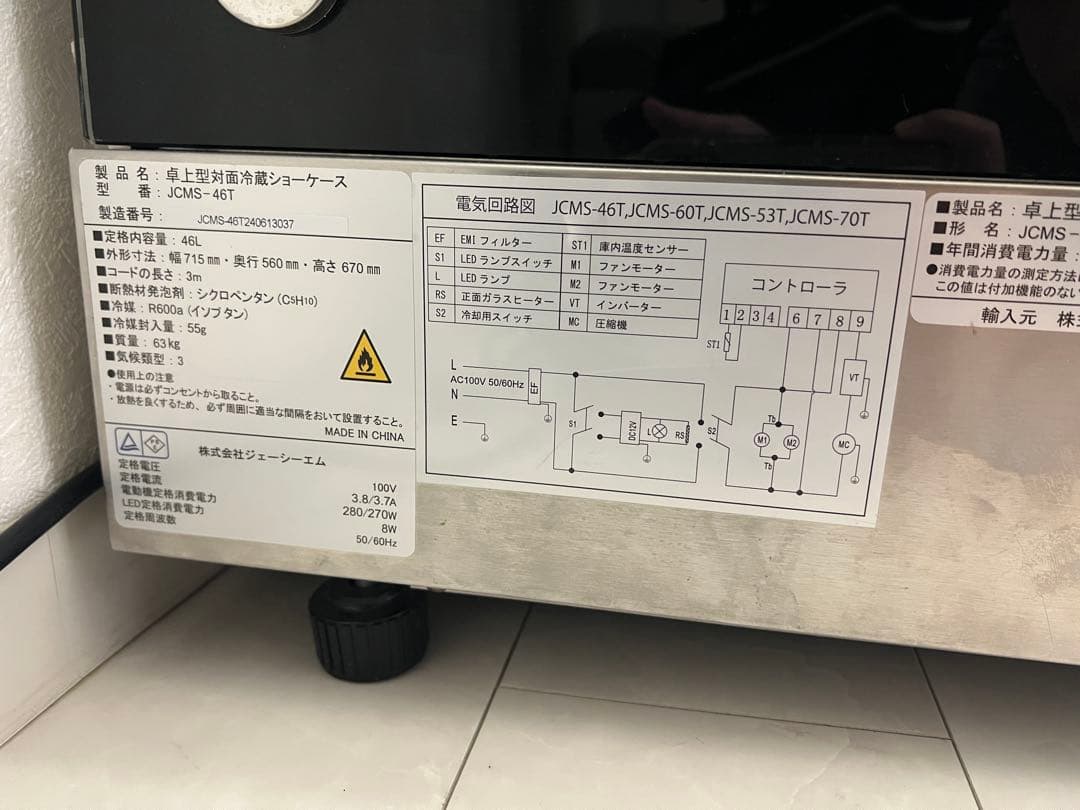 製品名：卓上型対面冷蔵ショーケース
型番：JCMS-46T
製造番号： JCMS-46T240613037
■定格内容量：46L
■外形寸法：幅715㎜・奥行560㎜・高さ670㎜
■コードの長さ：3m
■断熱材発泡剤：シクロペンタン(C5H10)
■冷媒：R600a(イソブタン)
■冷媒封入量：55g
■質量：63kg
■気候類型：3
●使用上の注意
・電源は必ずコンセントから取ること。
・放熱を良くするため、必ず周囲に適当な間隔をおいて設置すること。
MADE IN CHINA
PS E
株式会社ジェーシーエム
定格電圧 100V
定格電流 3.8/3.7A
電動機定格消費電力 280/270W
LED定格消費電力 8W
定格周波数 50/60Hz
電気回路図 JCMS-46T,JCMS-60T,JCMS-53T,JCMS-70T
EF EMIフィルター ST1 庫内温度センサー
S1 LEDランプスイッチ M1 ファンモーター
L LEDランプ M2 ファンモーター
RS 正面ガラスヒーター VT インバーター
S2 冷却用スイッチ MC 圧縮機
コントローラ
1 2 3 4 6 7 8 9
ST1
VT
L
AC100V 50/60Hz
N
E
EF
S1
DC12V
L
RS
S2
Tb
M1
M2
Tb
MC
■製品名：卓上型
■形 名：JCMS-
■年間消費電力量：
●消費電力量の測定方法
この値は付加機能のない
輸入元 株式